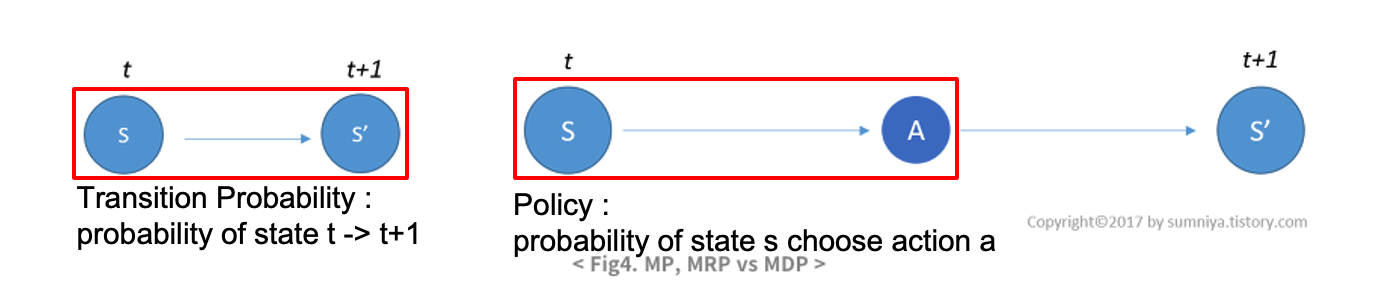 t
t+1
S
S’
Transition Probability :
probability of state t -> t+1
t
t+1
S
A
S’
Policy :
probability of state s choose action a
Copyright©2017 by sumniya.tistory.com
< Fig4. MP, MRP vs MDP >